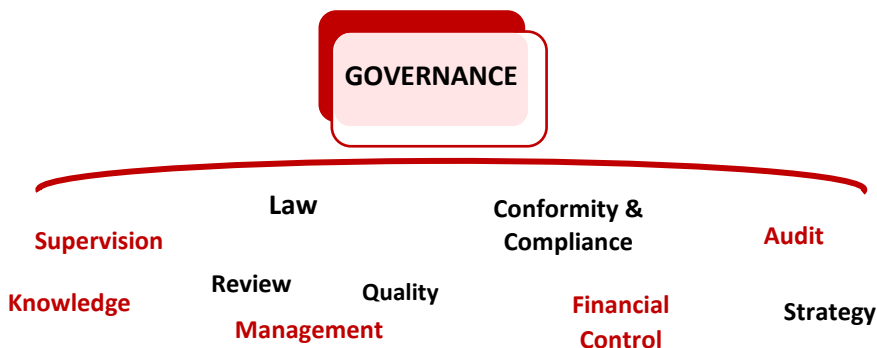 GOVERNANCE
Law
Conformity &
Compliance
Supervision
Audit
Review
Quality
Knowledge
Financial
Control
Strategy
Management